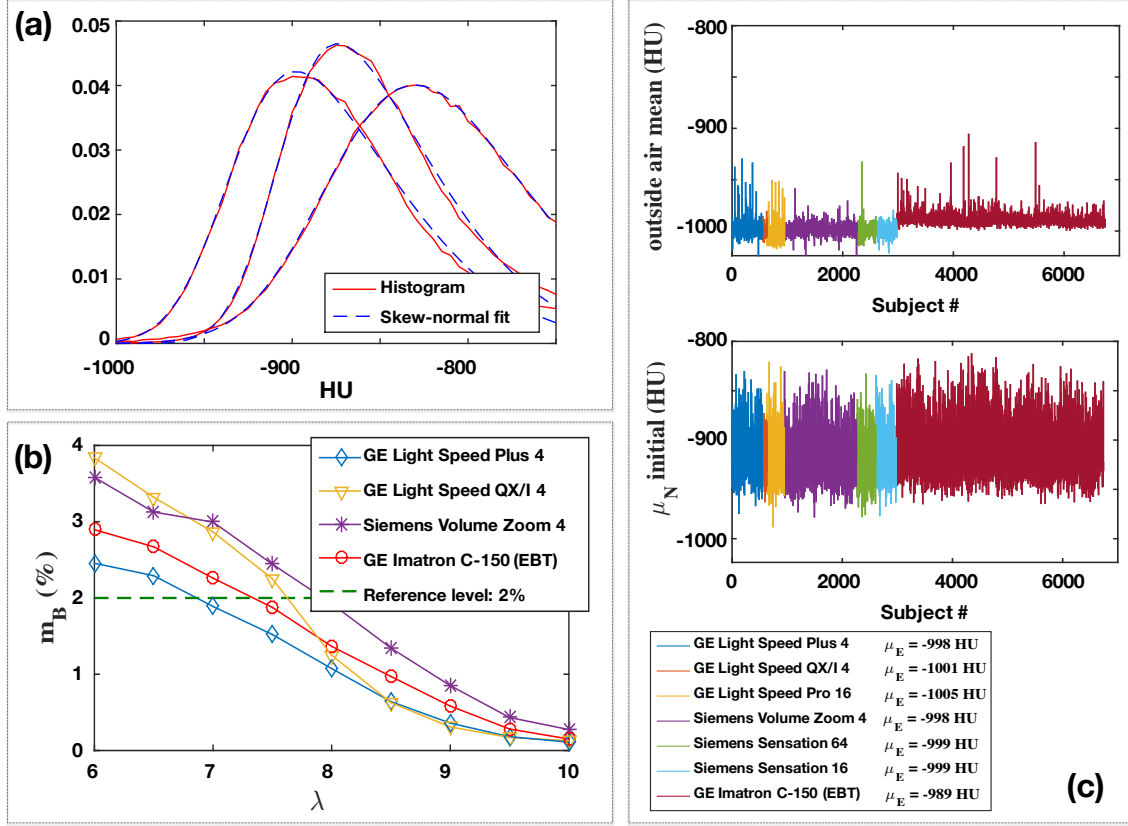 (a)
0.05
0.04
0.03
0.02
0.01
0
-1000
-900
-800
HU
Histogram
Skew-normal fit
(b)
4
3
2
1
0
6
7
8
9
10
m_B (%)
λ
GE Light Speed Plus 4
GE Light Speed QX/I 4
Siemens Volume Zoom 4
GE Imatron C-150 (EBT)
Reference level: 2%
outside air mean (HU)
-800
-900
-1000
0
2000
4000
6000
Subject #
μ_N initial (HU)
-800
-900
-1000
0
2000
4000
6000
Subject #
GE Light Speed Plus 4 μ_E = -998 HU
GE Light Speed QX/I 4 μ_E = -1001 HU
GE Light Speed Pro 16 μ_E = -1005 HU
Siemens Volume Zoom 4 μ_E = -998 HU
Siemens Sensation 64 μ_E = -999 HU
Siemens Sensation 16 μ_E = -999 HU
GE Imatron C-150 (EBT) μ_E = -989 HU
(c)